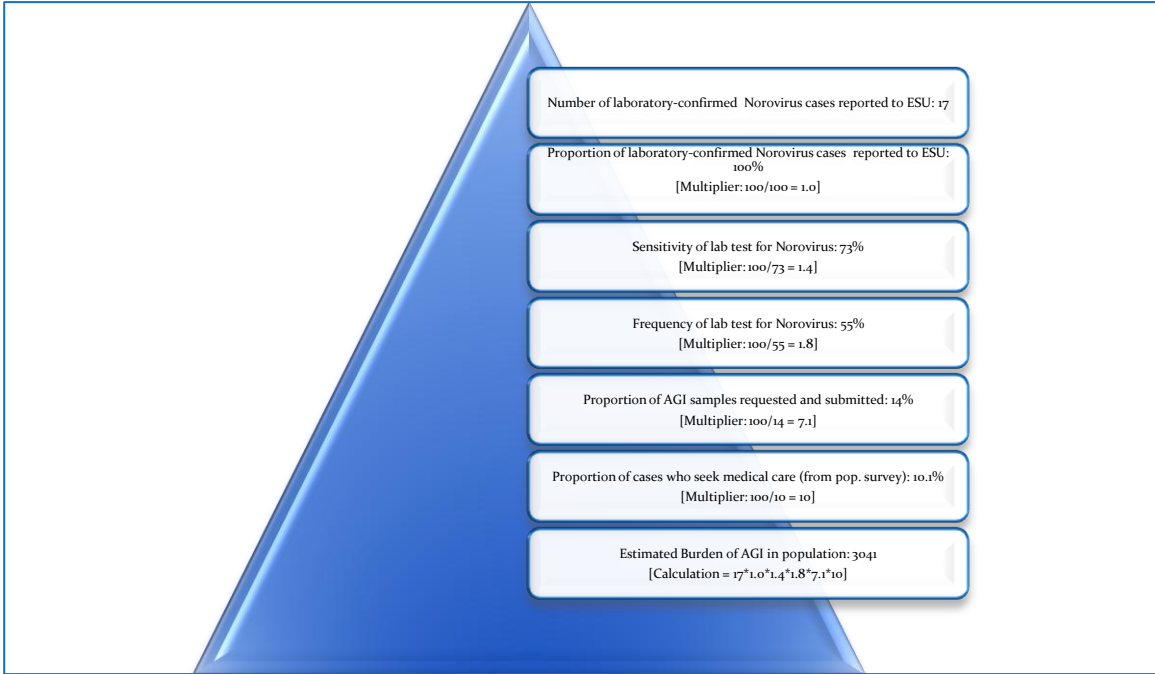 Number of laboratory-confirmed Norovirus cases reported to ESU: 17
Proportion of laboratory-confirmed Norovirus cases reported to ESU:
100%
[Multiplier: 100/100 = 1.0]
Sensitivity of lab test for Norovirus: 73%
[Multiplier: 100/73 = 1.4]
Frequency of lab test for Norovirus: 55%
[Multiplier: 100/55 = 1.8]
Proportion of AGI samples requested and submitted: 14%
[Multiplier: 100/14 = 7.1]
Proportion of cases who seek medical care (from pop. survey): 10.1%
[Multiplier: 100/10 = 10]
Estimated Burden of AGI in population: 3041
[Calculation = 17*1.0*1.4*1.8*7.1*10]